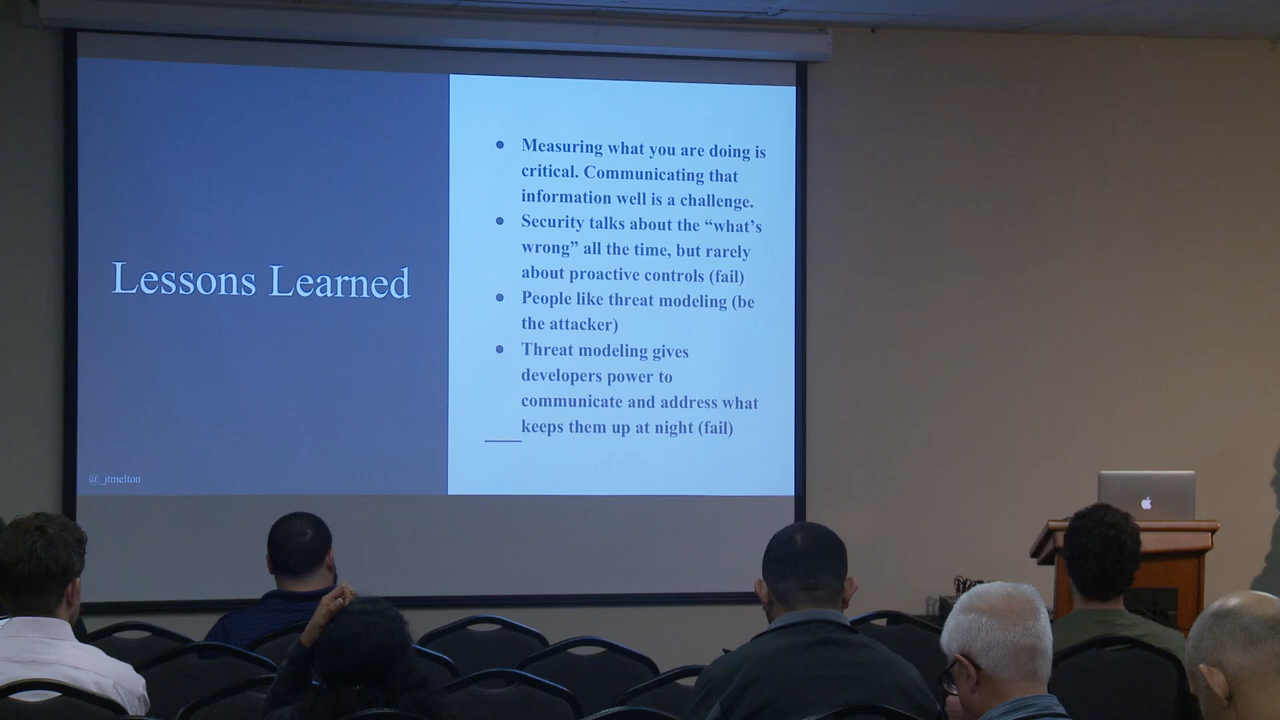 Lessons Learned
• Measuring what you are doing is
critical. Communicating that
information well is a challenge.
• Security talks about the “what’s
wrong” all the time, but rarely
about proactive controls (fail)
• People like threat modeling (be
the attacker)
• Threat modeling gives
developers power to
communicate and address what
keeps them up at night (fail)
@_jtmelton